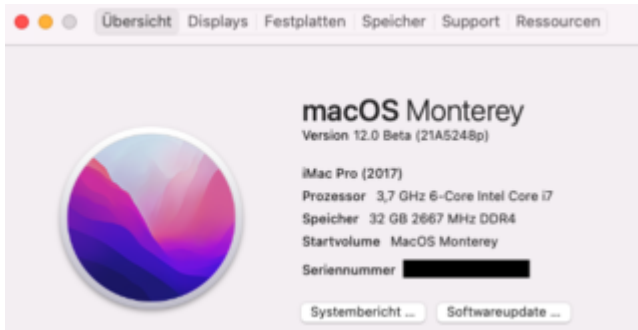 Übersicht Displays Festplatten Speicher Support Ressourcen
macOS Monterey
Version 12.0 Beta (21A5248p)
iMac Pro (2017)
Prozessor 3,7 GHz 6-Core Intel Core i7
Speicher 32 GB 2667 MHz DDR4
Startvolume MacOS Monterey
Seriennummer
Systembericht ... Softwareupdate ...